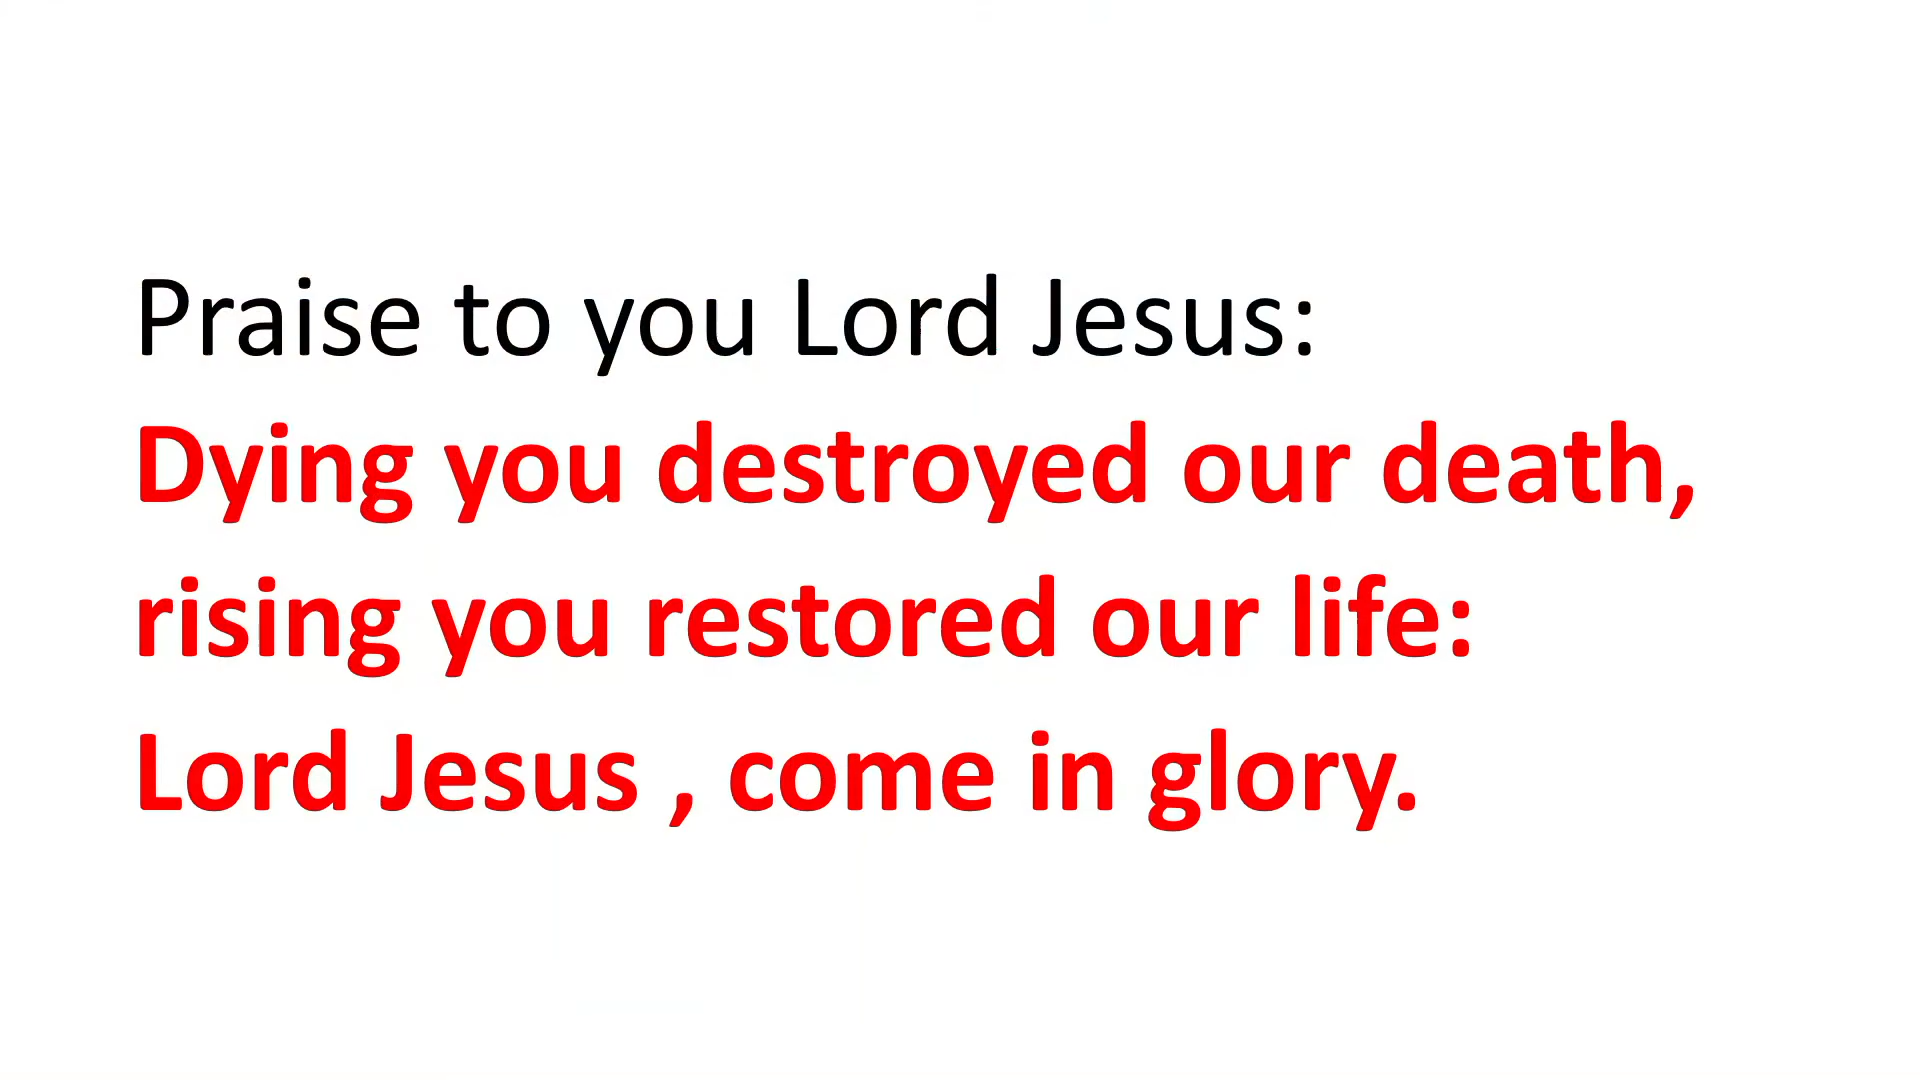 Praise to you Lord Jesus:
Dying you destroyed our death,
rising you restored our life:
Lord Jesus , come in glory.